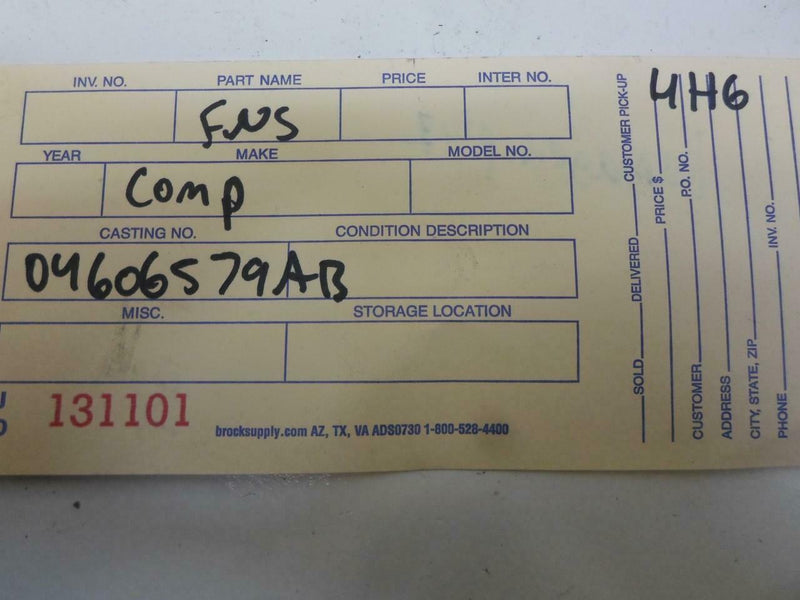 INV. NO. PART NAME PRICE INTER NO.
F.NS
YEAR MAKE MODEL NO.
Comp
CASTING NO. CONDITION DESCRIPTION
04606579AB
MISC. STORAGE LOCATION
131101
brocksupply.com AZ, TX, VA ADS0730 1-800-528-4400
4H6
SOLD DELIVERED CUSTOMER PICK-UP
PRICE $
CUSTOMER P.O. NO.
ADDRESS
CITY, STATE, ZIP
PHONE INV. NO.